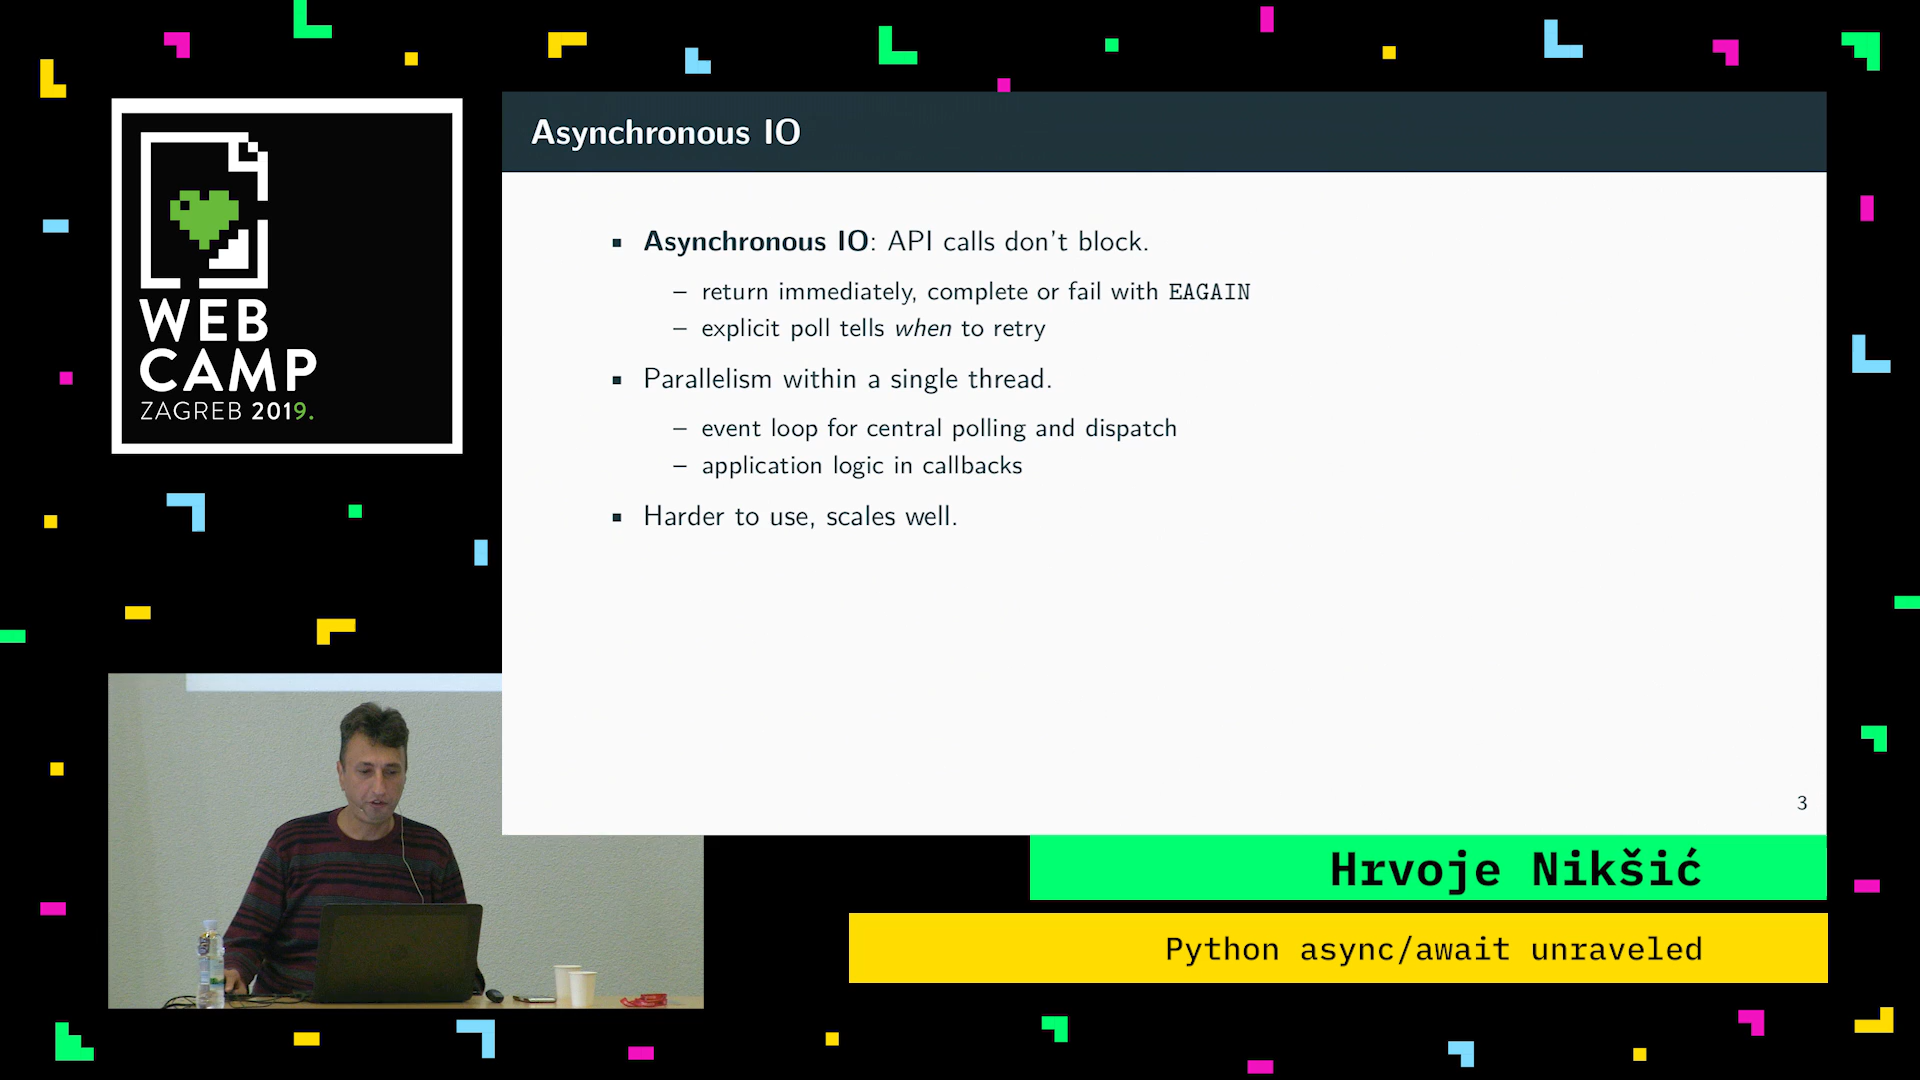 WEB
CAMP
ZAGREB 2019.
Asynchronous IO
▪ Asynchronous IO: API calls don't block.
– return immediately, complete or fail with EAGAIN
– explicit poll tells when to retry
▪ Parallelism within a single thread.
– event loop for central polling and dispatch
– application logic in callbacks
▪ Harder to use, scales well.
3
Hrvoje Nikšić
Python async/await unraveled